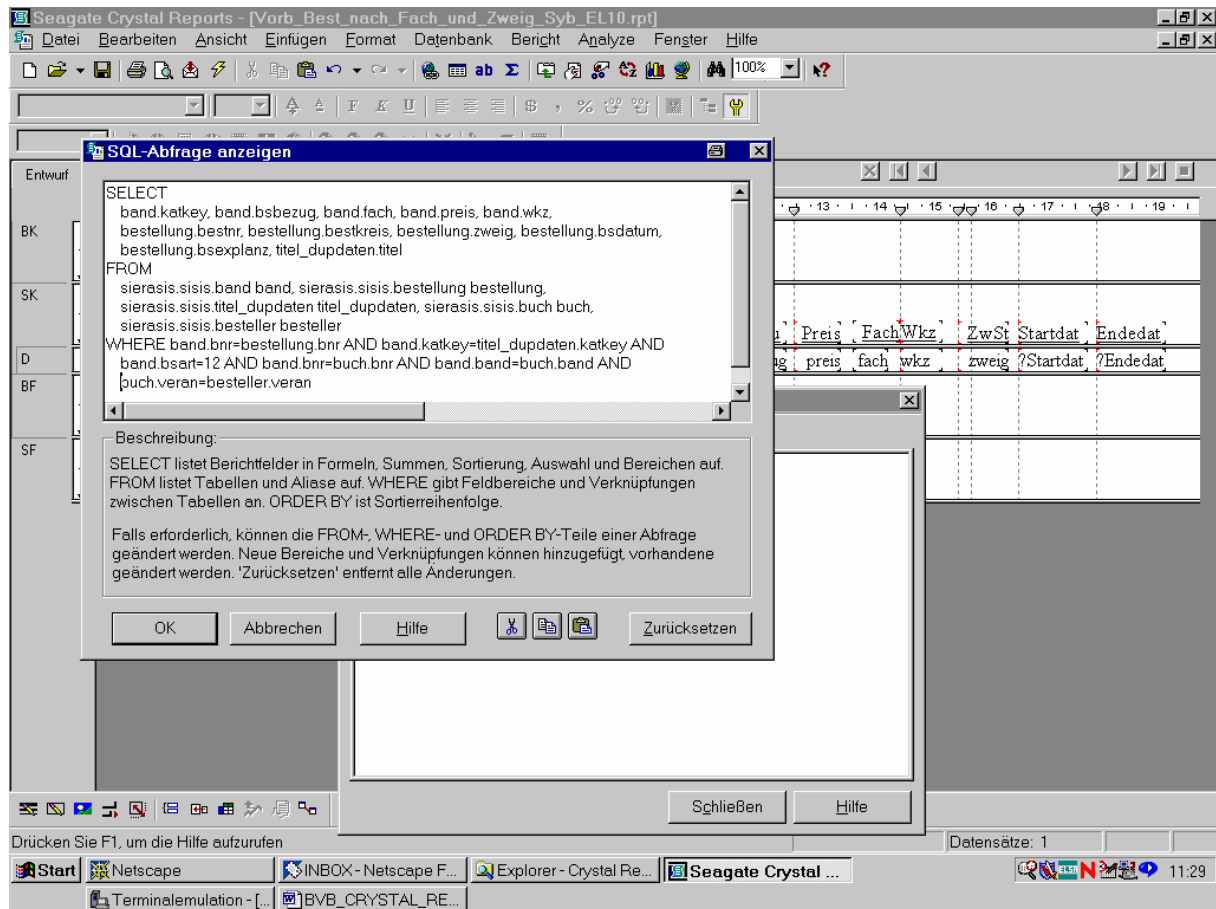 Seagate Crystal Reports - [Vorb_Best_nach_Fach_und_Zweig_Syb_EL10.rpt]
Datei Bearbeiten Ansicht Einfügen Format Datenbank Bericht Analyze Fenster Hilfe
100%
F K U $ , %
SQL-Abfrage anzeigen
Entwurf
13 14 15 16 17 18 19
SELECT
band.katkey, band.bsbezug, band.fach, band.preis, band.wkz,
bestellung.bestnr, bestellung.bestkreis, bestellung.zweig, bestellung.bsdatum,
bestellung.bsexplanz, titel_dupdaten.titel
FROM
sierasis.sisis.band band, sierasis.sisis.bestellung bestellung,
sierasis.sisis.titel_dupdaten titel_dupdaten, sierasis.sisis.buch buch,
sierasis.sisis.besteller besteller
WHERE band.bnr=bestellung.bnr AND band.katkey=titel_dupdaten.katkey AND
band.bsart=12 AND band.bnr=buch.bnr AND band.band=buch.band AND
buch.veran=besteller.veran
BK
SK
Preis Fach Wkz ZwSt Startdat Endedat
D
preis fach wkz zweig ?Startdat ?Endedat
BF
SF
Beschreibung:
SELECT listet Berichtfelder in Formeln, Summen, Sortierung, Auswahl und Bereichen auf.
FROM listet Tabellen und Aliase auf. WHERE gibt Feldbereiche und Verknüpfungen
zwischen Tabellen an. ORDER BY ist Sortierreihenfolge.
Falls erforderlich, können die FROM-, WHERE- und ORDER BY-Teile einer Abfrage
geändert werden. Neue Bereiche und Verknüpfungen können hinzugefügt, vorhandene
geändert werden. 'Zurücksetzen' entfernt alle Änderungen.
OK Abbrechen Hilfe Zurücksetzen
Schließen Hilfe
Drücken Sie F1, um die Hilfe aufzurufen
Datensätze: 1
Start Netscape INBOX - Netscape F... Explorer - Crystal Re... Seagate Crystal ... 11:29
Terminalemulation - [... BVB_CRYSTAL_RE...